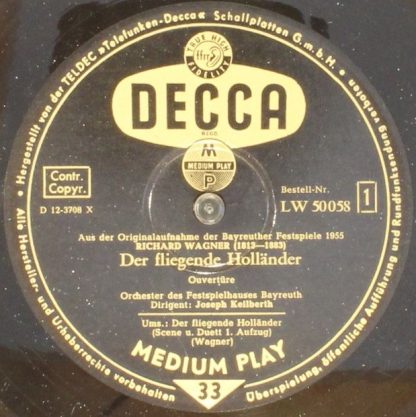 Hergestellt von der TELDEC »Telefunken-Decca« Schallplatten G.m.b.H. •
TRUE HIGH
ffrr
FIDELITY
DECCA
REGD
M
MEDIUM PLAY
P
Contr.
Copyr.
D 12-3708 X
Bestell-Nr.
LW 50058
1
Aus der Originalaufnahme der Bayreuther Festspiele 1955
RICHARD WAGNER (1813—1883)
Der fliegende Holländer
Ouvertüre
Orchester des Festspielhauses Bayreuth
Dirigent: Joseph Keilberth
Ums.: Der fliegende Holländer
(Scene u. Duett 1. Aufzug)
(Wagner)
MEDIUM PLAY
33
Alle Hersteller- und Urheberrechte vorbehalten
Überspielung, öffentliche Aufführung und Rundfunksendung verboten